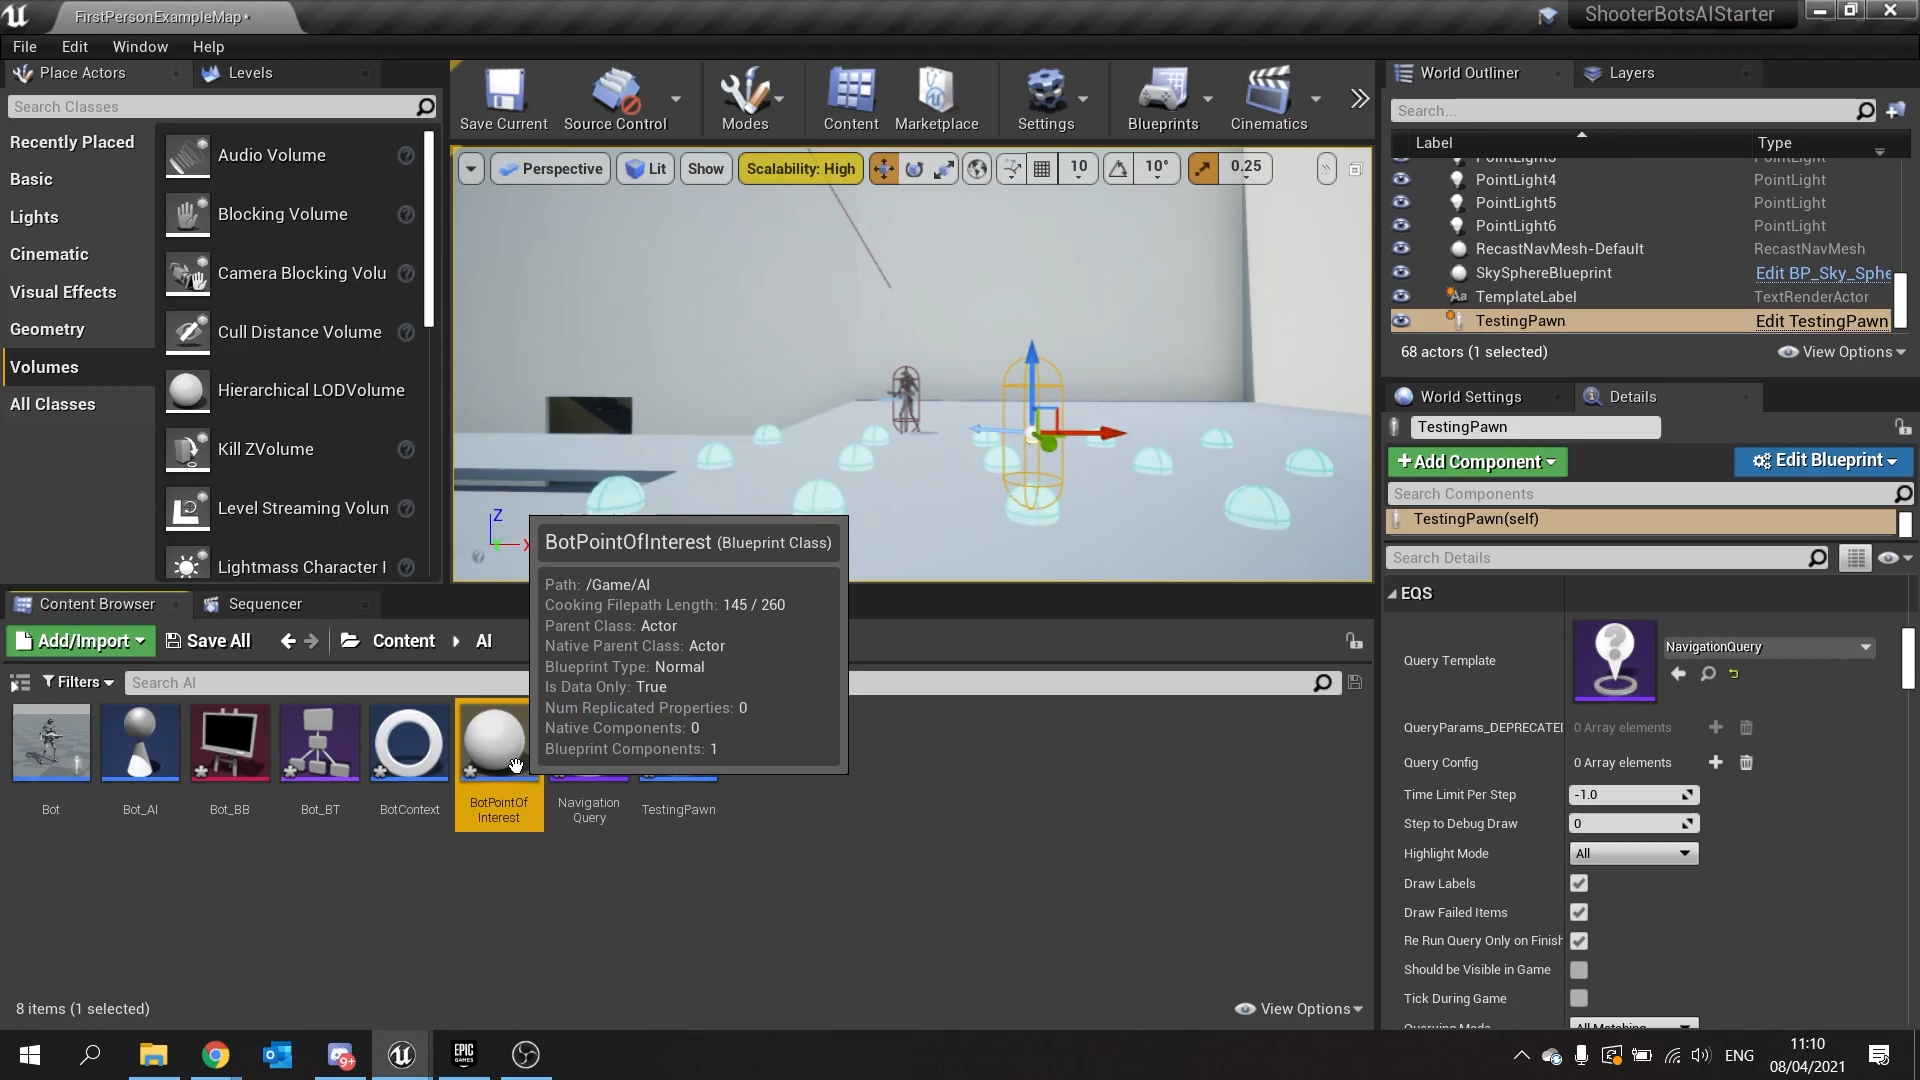 FirstPersonExampleMap*
ShooterBotsAIStarter
File Edit Window Help
Place Actors
Levels
Search Classes
Recently Placed
Basic
Lights
Cinematic
Visual Effects
Geometry
Volumes
All Classes
Audio Volume
Blocking Volume
Camera Blocking Volu
Cull Distance Volume
Hierarchical LODVolume
Kill ZVolume
Level Streaming Volun
Lightmass Character I
Save Current
Source Control
Modes
Content
Marketplace
Settings
Blueprints
Cinematics
Perspective
Lit
Show
Scalability: High
10
10°
0.25
Z
X
World Outliner
Layers
Search...
Label
Type
PointLight4 PointLight
PointLight5 PointLight
PointLight6 PointLight
RecastNavMesh-Default RecastNavMesh
SkySphereBlueprint Edit BP_Sky_Sphe
TemplateLabel TextRenderActor
TestingPawn Edit TestingPawn
68 actors (1 selected)
View Options
World Settings
Details
TestingPawn
+Add Component
Edit Blueprint
Search Components
TestingPawn(self)
Search Details
EQS
Query Template
NavigationQuery
QueryParams_DEPRECATED 0 Array elements
Query Config 0 Array elements
Time Limit Per Step -1.0
Step to Debug Draw 0
Highlight Mode All
Draw Labels
Draw Failed Items
Re Run Query Only on Finish
Should be Visible in Game
Tick During Game
Content Browser
Sequencer
Add/Import
Save All
Content
AI
Filters
Search AI
BotPointOfInterest (Blueprint Class)
Path: /Game/AI
Cooking Filepath Length: 145 / 260
Parent Class: Actor
Native Parent Class: Actor
Blueprint Type: Normal
Is Data Only: True
Num Replicated Properties: 0
Native Components: 0
Blueprint Components: 1
Bot
Bot_AI
Bot_BB
Bot_BT
BotContext
BotPointOf
Interest
Navigation
Query
TestingPawn
8 items (1 selected)
View Options
9+
EPIC
GAMES
ENG
11:10
08/04/2021